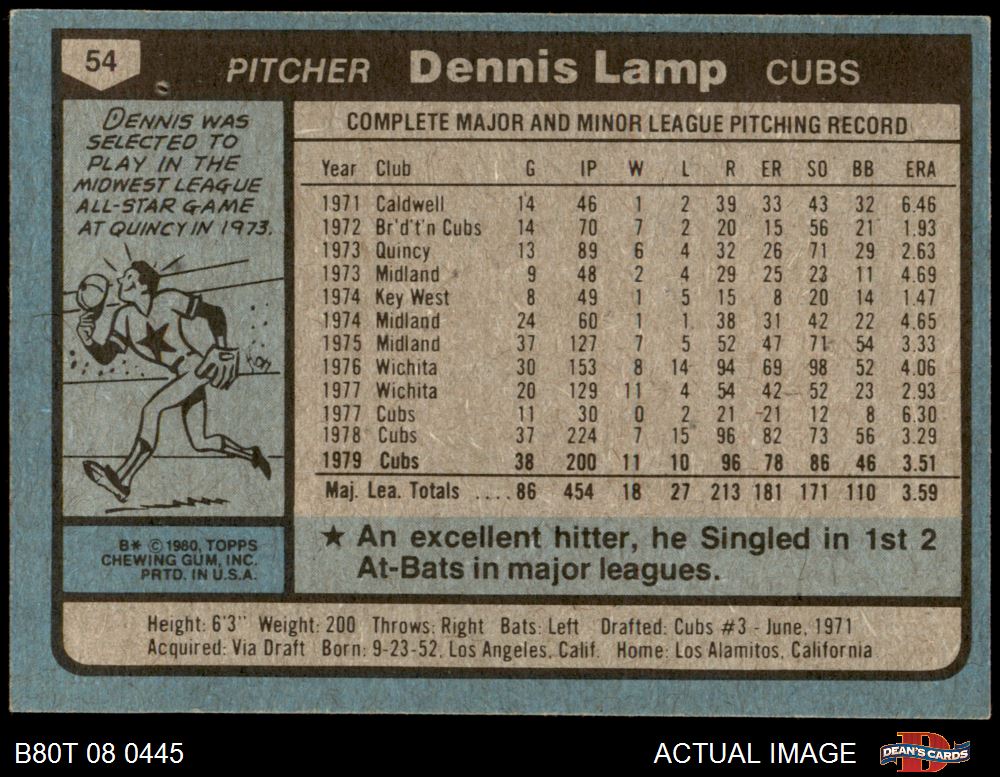 54
PITCHER Dennis Lamp CUBS
DENNIS WAS
SELECTED TO
PLAY IN THE
MIDWEST LEAGUE
ALL-STAR GAME
AT QUINCY IN 1973.
B* © 1980, TOPPS
CHEWING GUM, INC.
PRTD. IN U.S.A.
COMPLETE MAJOR AND MINOR LEAGUE PITCHING RECORD
Year Club G IP W L R ER SO BB ERA
1971 Caldwell 14 46 1 2 39 33 43 32 6.46
1972 Br'd't'n Cubs 14 70 7 2 20 15 56 21 1.93
1973 Quincy 13 89 6 4 32 26 71 29 2.63
1973 Midland 9 48 2 4 29 25 23 11 4.69
1974 Key West 8 49 1 5 15 8 20 14 1.47
1974 Midland 24 60 1 1 38 31 42 22 4.65
1975 Midland 37 127 7 5 52 47 71 54 3.33
1976 Wichita 30 153 8 14 94 69 98 52 4.06
1977 Wichita 20 129 11 4 54 42 52 23 2.93
1977 Cubs 11 30 0 2 21 21 12 8 6.30
1978 Cubs 37 224 7 15 96 82 73 56 3.29
1979 Cubs 38 200 11 10 96 78 86 46 3.51
Maj. Lea. Totals ....86 454 18 27 213 181 171 110 3.59
★ An excellent hitter, he Singled in 1st 2
At-Bats in major leagues.
Height: 6'3" Weight: 200 Throws: Right Bats: Left Drafted: Cubs #3 - June, 1971
Acquired: Via Draft Born: 9-23-52, Los Angeles, Calif. Home: Los Alamitos, California
B80T 08 0445 ACTUAL IMAGE DEAN'S CARDS